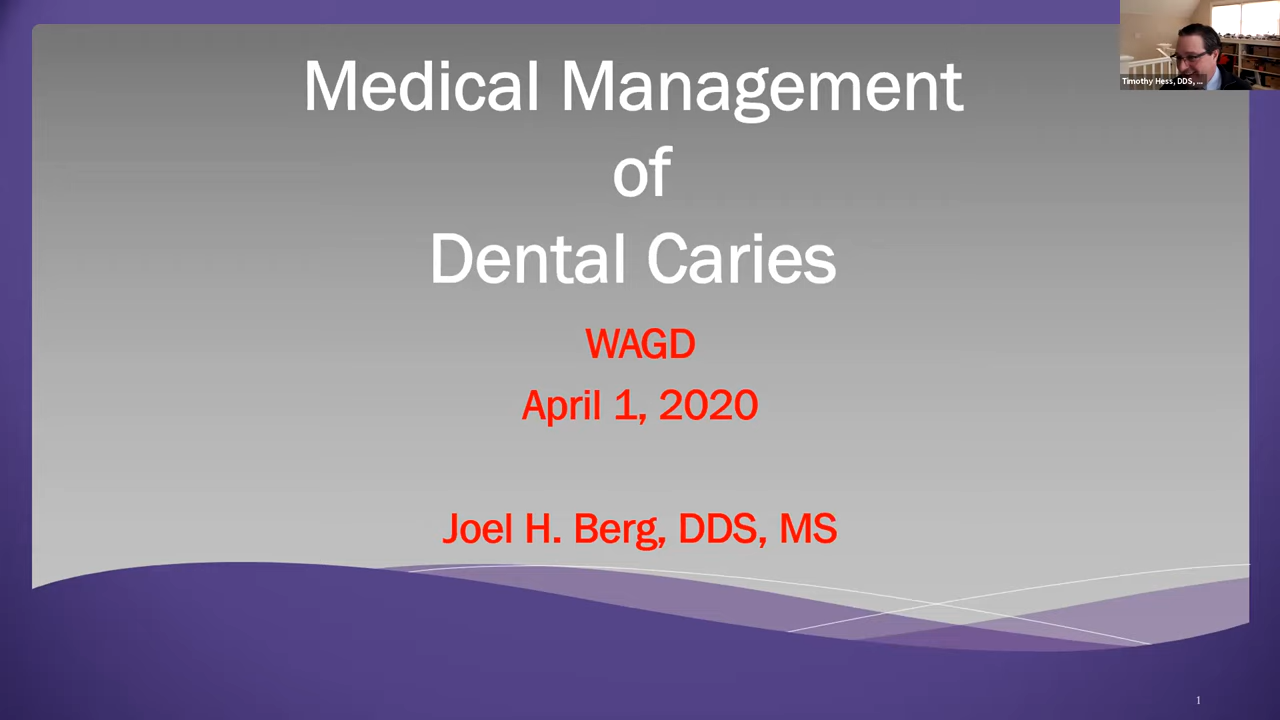 Medical Management
of
Dental Caries
WAGD
April 1, 2020
Joel H. Berg, DDS, MS
Timothy Hess, DDS, ...
1